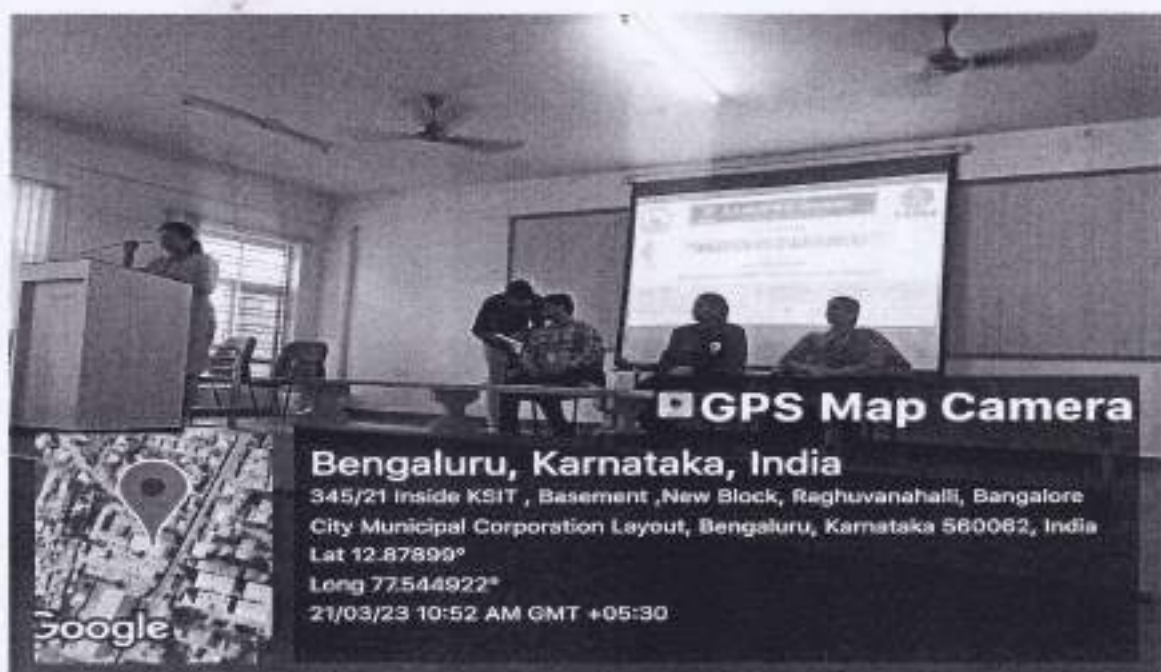 GPS Map Camera
Bengaluru, Karnataka, India
345/21 Inside KSIT , Basement ,New Block, Raghuvanahalli, Bangalore
City Municipal Corporation Layout, Bengaluru, Karnataka 560062, India
Lat 12.87899°
Long 77.544922°
21/03/23 10:52 AM GMT +05:30
Google